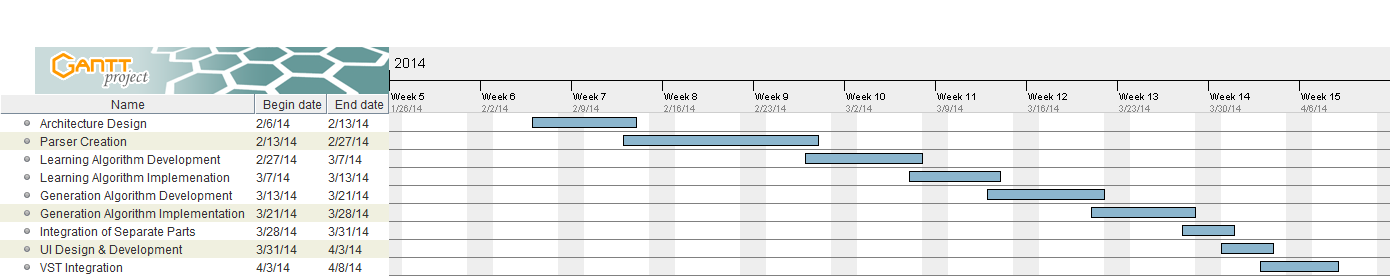 GANTT
project
2014
Week 5 Week 6 Week 7 Week 8 Week 9 Week 10 Week 11 Week 12 Week 13 Week 14 Week 15
Name Begin date End date 1/26/14 2/2/14 2/9/14 2/16/14 2/23/14 3/2/14 3/9/14 3/16/14 3/23/14 3/30/14 4/6/14
Architecture Design 2/6/14 2/13/14
Parser Creation 2/13/14 2/27/14
Learning Algorithm Development 2/27/14 3/7/14
Learning Algorithm Implemenation 3/7/14 3/13/14
Generation Algorithm Development 3/13/14 3/21/14
Generation Algorithm Implementation 3/21/14 3/28/14
Integration of Separate Parts 3/28/14 3/31/14
UI Design & Development 3/31/14 4/3/14
VST Integration 4/3/14 4/8/14